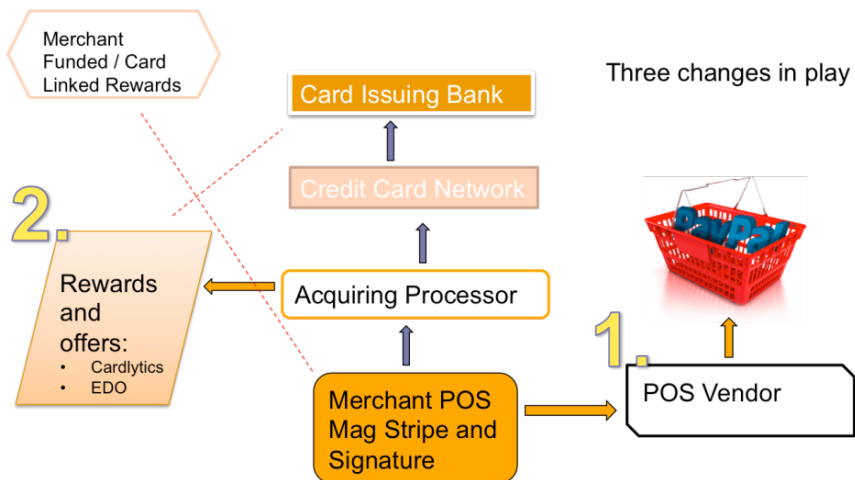 Merchant
Funded / Card
Linked Rewards
Three changes in play
Card Issuing Bank
Credit Card Network
2.
Rewards
and
offers:
• Cardlytics
• EDO
Acquiring Processor
PayPal
1.
POS Vendor
Merchant POS
Mag Stripe and
Signature